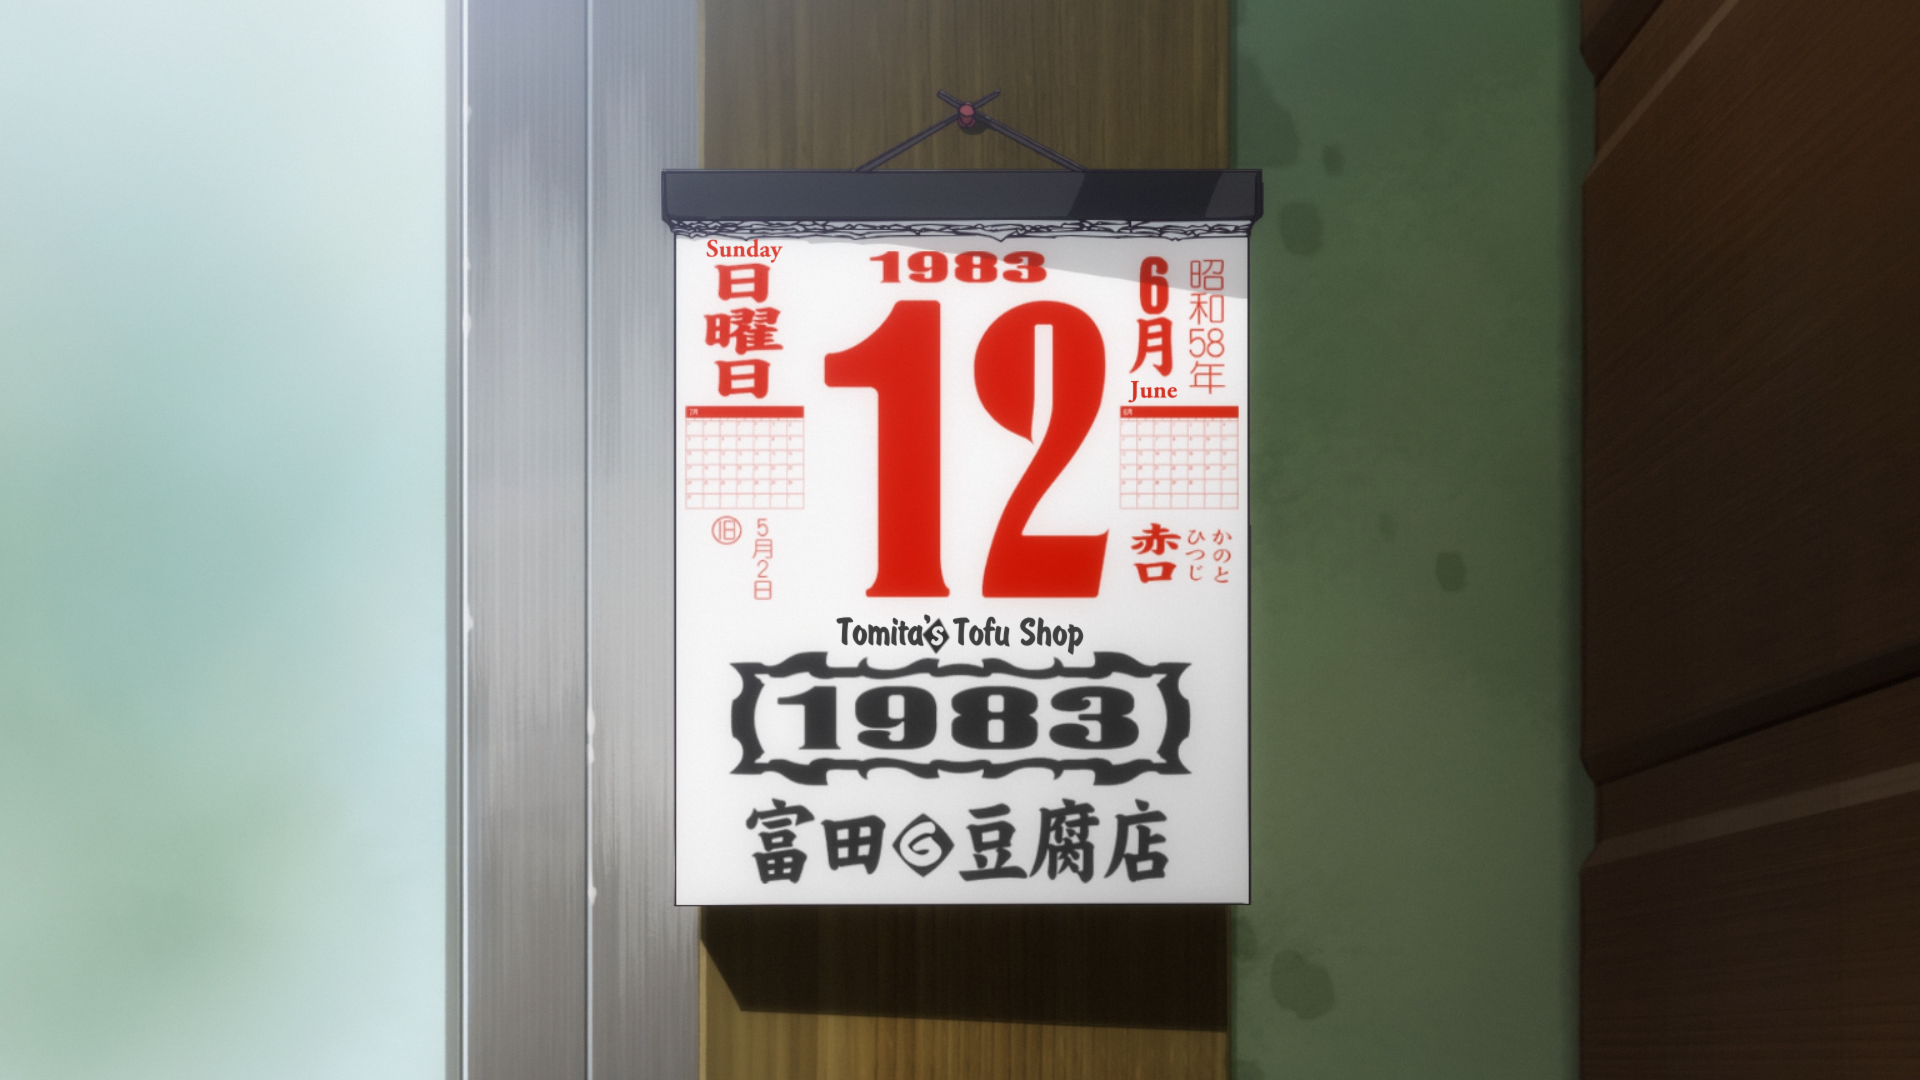 Sunday
日曜日
1983
12
6月
June
昭和58年
旧
5月2日
赤口
かのと
ひつじ
Tomita's Tofu Shop
1983
富田 豆腐店